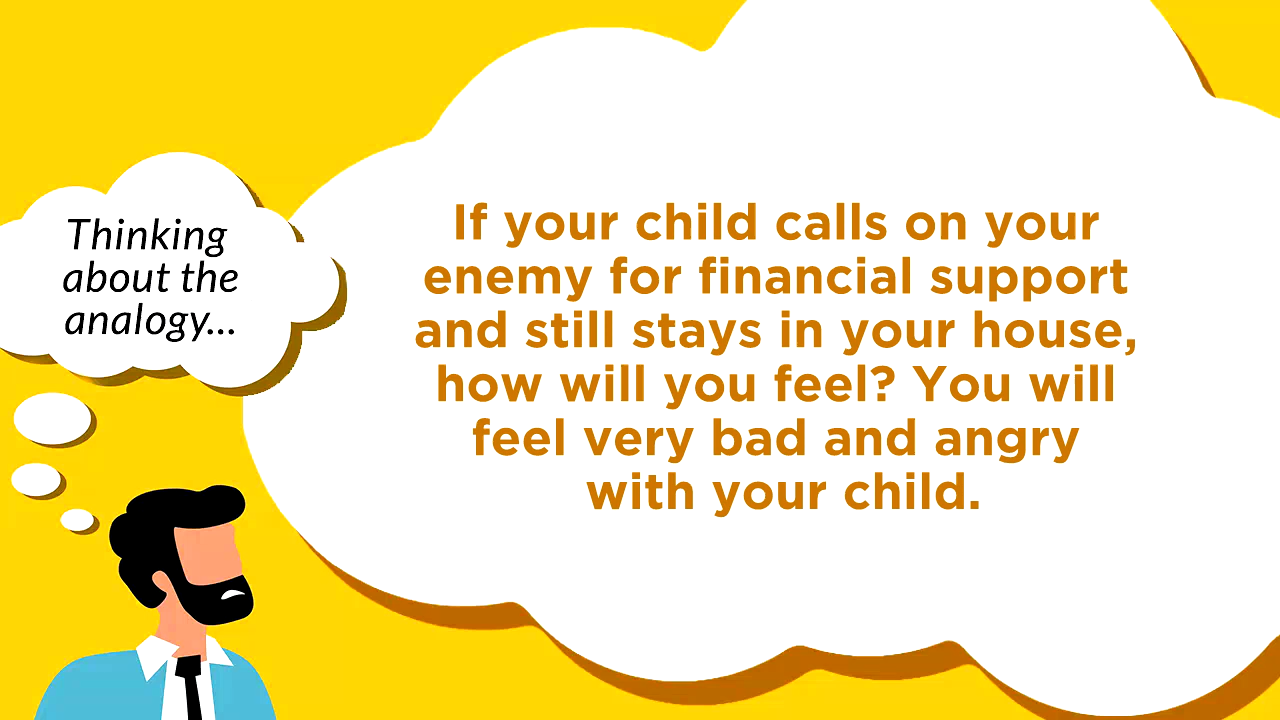 Thinking
about the
analogy...
If your child calls on your
enemy for financial support
and still stays in your house,
how will you feel? You will
feel very bad and angry
with your child.